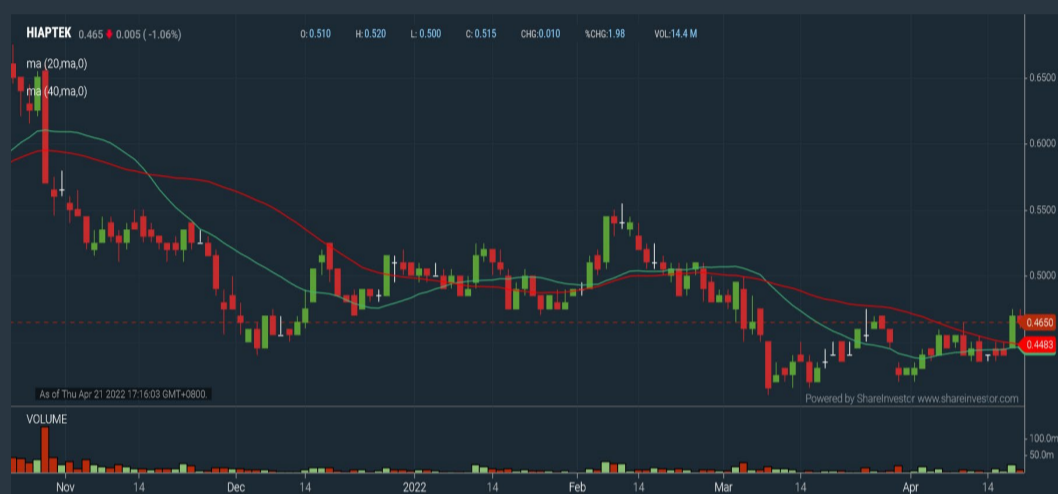 HIAPTEK 0.465 0.005 ( -1.06%) O: 0.510 H: 0.520 L: 0.500 C: 0.515 CHG:0.010 %CHG:1.98 VOL:14.4 M
ma (20,ma,0)
ma (40,ma,0)
0.6500
0.6000
0.5500
0.5000
0.4650
0.4483
As of Thu Apr 21 2022 17:16:03 GMT+0800.
Powered by ShareInvestor www.shareinvestor.com
VOLUME
100.0m
50.0m
Nov 14 Dec 14 2022 14 Feb 14 Mar 14 Apr 14